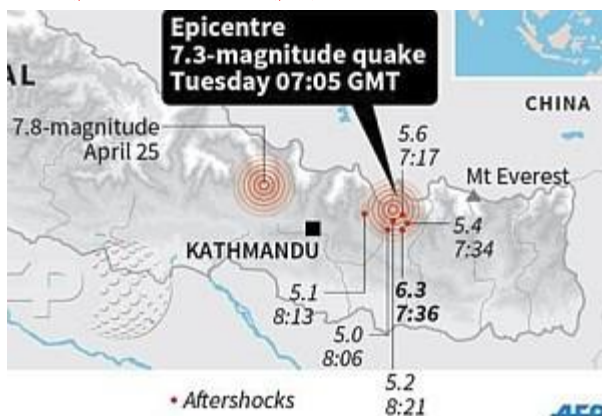 Epicentre
7.3-magnitude quake
Tuesday 07:05 GMT
AL
CHINA
7.8-magnitude
April 25
5.6
7:17
Mt Everest
5.4
7:34
KATHMANDU
5.1
8:13
6.3
7:36
5.0
8:06
5.2
8:21
Aftershocks
AFP